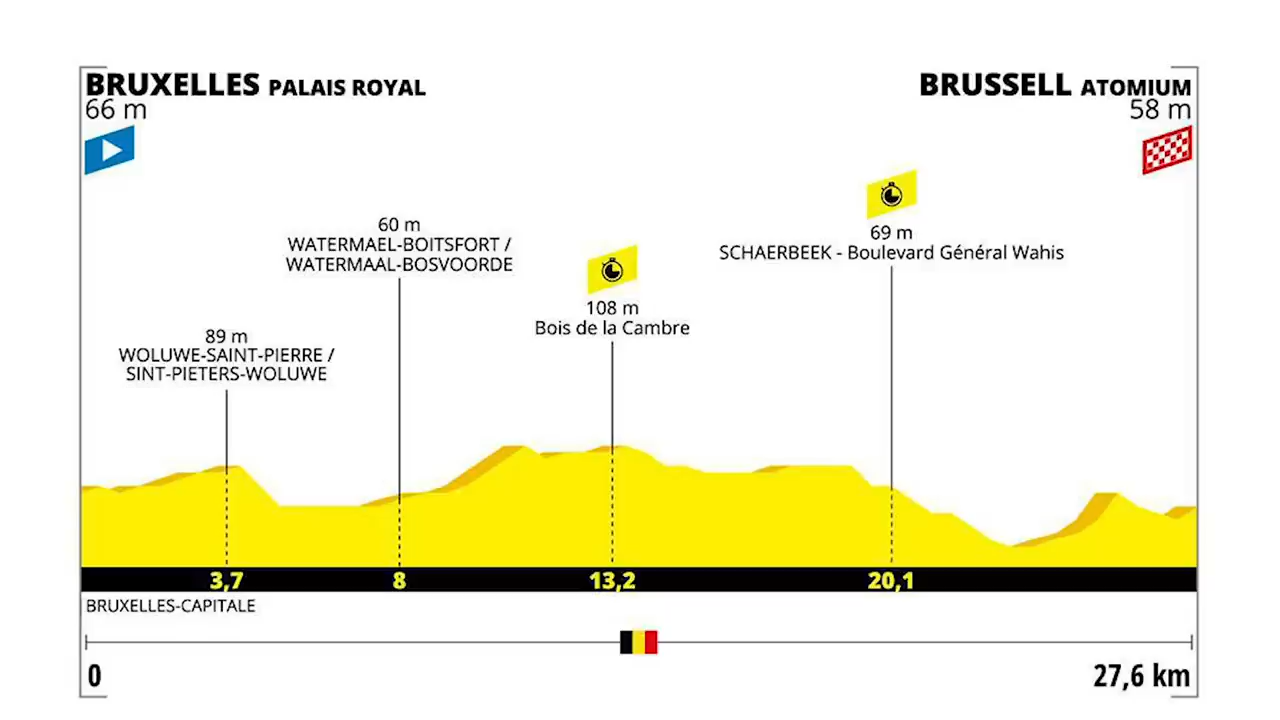 BRUXELLES PALAIS ROYAL
66 m
BRUSSELL ATOMIUM
58 m
89 m
WOLUWE-SAINT-PIERRE /
SINT-PIETERS-WOLUWE
60 m
WATERMAEL-BOITSFORT /
WATERMAAL-BOSVOORDE
108 m
Bois de la Cambre
69 m
SCHAERBEEK - Boulevard Général Wahis
3,7
8
13,2
20,1
BRUXELLES-CAPITALE
0
27,6 km